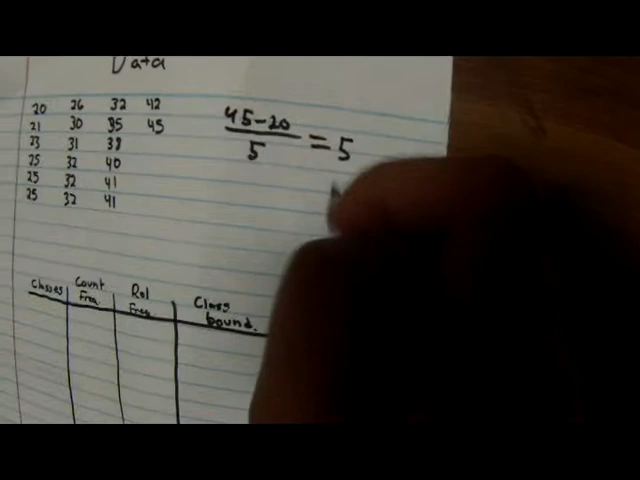 Data
20 26 32 42
21 30 35 45
23 31 38
25 32 40
25 32 41
25 32 41
45-20
5
= 5
Classes Count Freq. Rel Freq. Class bound.